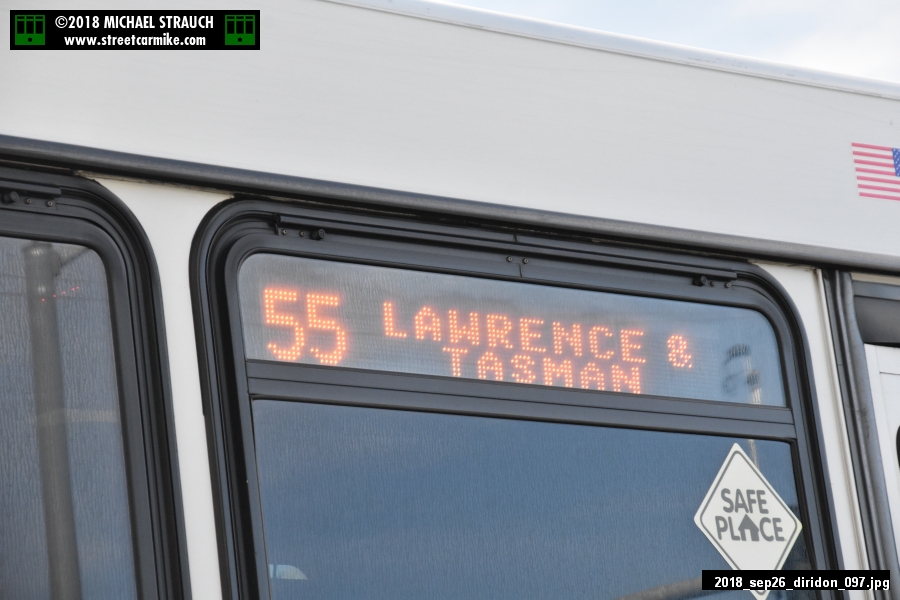 ©2018 MICHAEL STRAUCH
www.streetcarmike.com
55 LAWRENCE &
TASMAN
SAFE
PLACE
2018_sep26_diridon_097.jpg